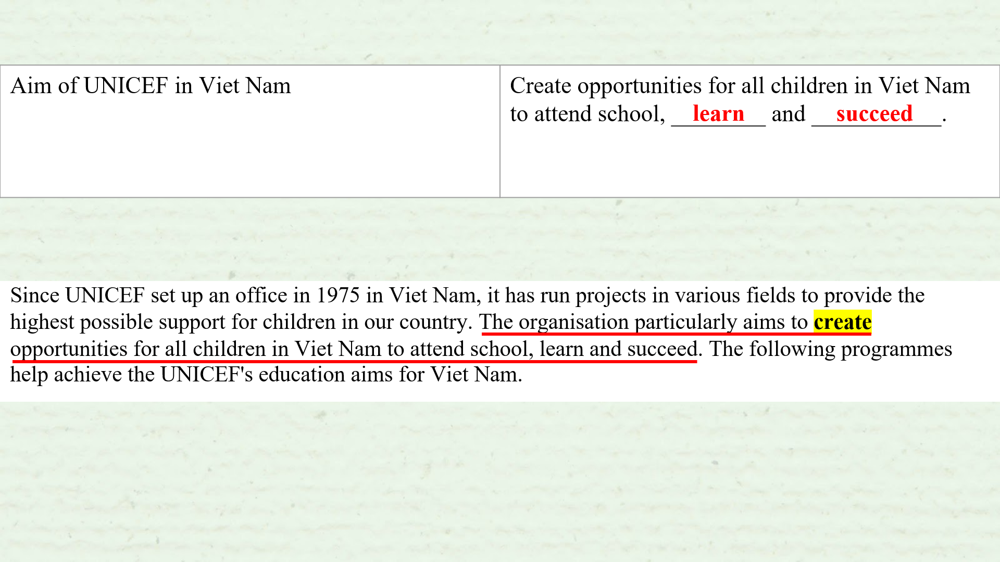 Aim of UNICEF in Viet Nam
Create opportunities for all children in Viet Nam
to attend school, learn and succeed.
Since UNICEF set up an office in 1975 in Viet Nam, it has run projects in various fields to provide the
highest possible support for children in our country. The organisation particularly aims to create
opportunities for all children in Viet Nam to attend school, learn and succeed. The following programmes
help achieve the UNICEF's education aims for Viet Nam.